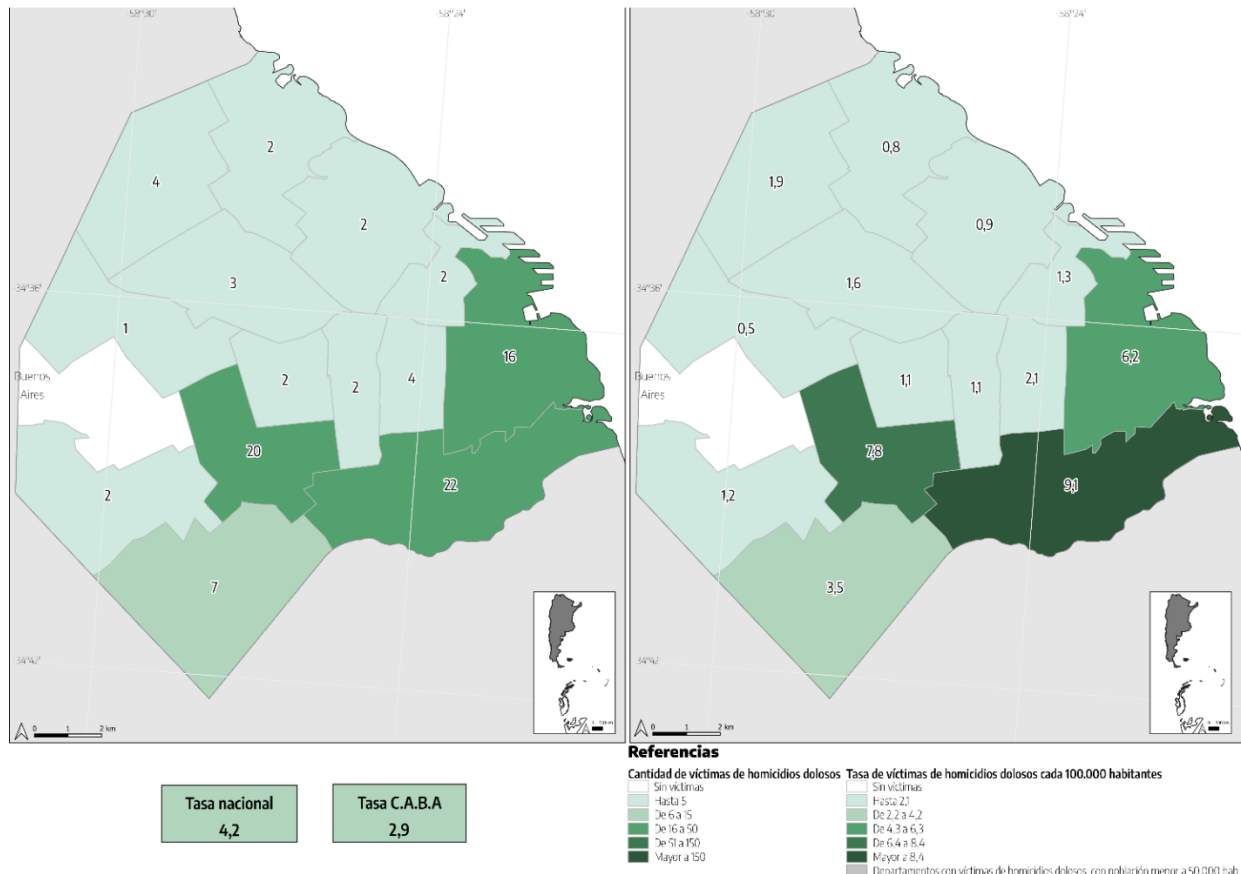 -58°30'
-58°24'
2
4
2
3
2
34°36'
1
16
Buenos
Aires
2
2
4
20
22
2
7
34°42'
0 1 2 km
-58°30'
-58°24'
0,8
1,9
0,9
1,3
1,6
34°36'
0,5
6,2
Buenos
Aires
1,1
1,1
2,1
7,8
9,1
1,2
3,5
34°42'
0 1 2 km
Tasa nacional
4,2
Tasa C.A.B.A
2,9
Referencias
Cantidad de víctimas de homicidios dolosos
Sin víctimas
Hasta 5
De 6 a 15
De 16 a 50
De 51 a 150
Mayor a 150
Tasa de víctimas de homicidios dolosos cada 100.000 habitantes
Sin víctimas
Hasta 2,1
De 2,2 a 4,2
De 4,3 a 6,3
De 6,4 a 8,4
Mayor a 8,4
Departamentos con víctimas de homicidios dolosos, con población menor a 50.000 hab